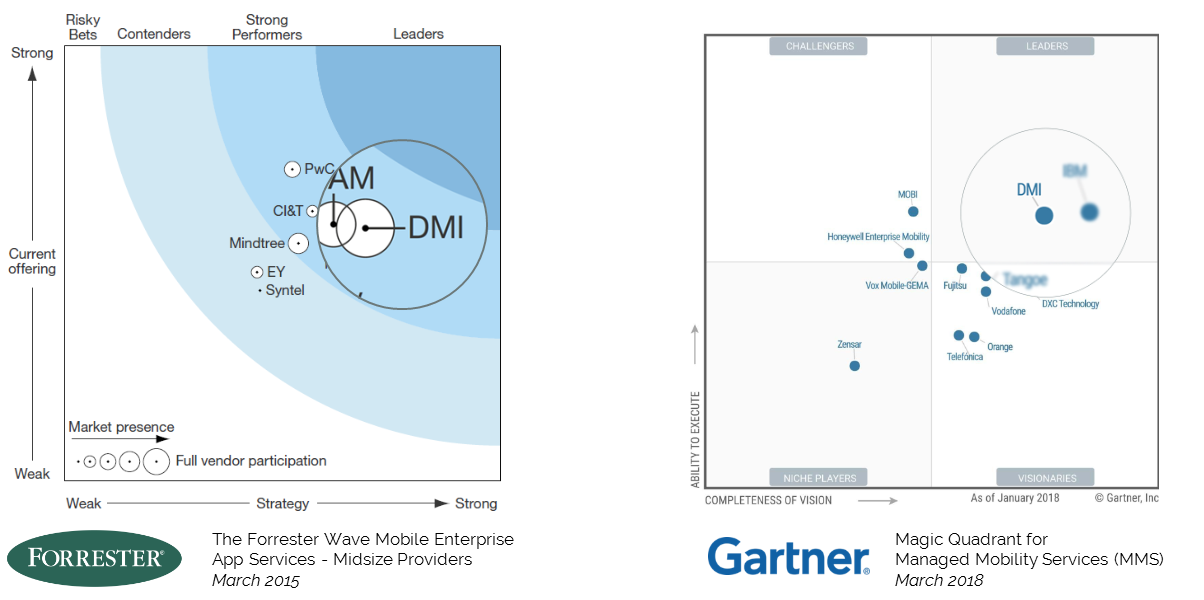 Risky
Bets
Contenders
Strong
Performers
Leaders
Strong
PwC
AM
CI&T
DMI
Mindtree
Current
offering
EY
Syntel
Market presence
Full vendor participation
Weak
Weak
Strategy
Strong
FORRESTER®
The Forrester Wave Mobile Enterprise
App Services - Midsize Providers
March 2015
CHALLENGERS
LEADERS
IBM
DMI
MOBI
Honeywell Enterprise Mobility
Vox Mobile-GEMA
Fujitsu
Tangoe
DXC Technology
Vodafone
Zensar
Orange
Telefónica
ABILITY TO EXECUTE
NICHE PLAYERS
VISIONARIES
COMPLETENESS OF VISION
As of January 2018
© Gartner, Inc
Gartner®
Magic Quadrant for
Managed Mobility Services (MMS)
March 2018